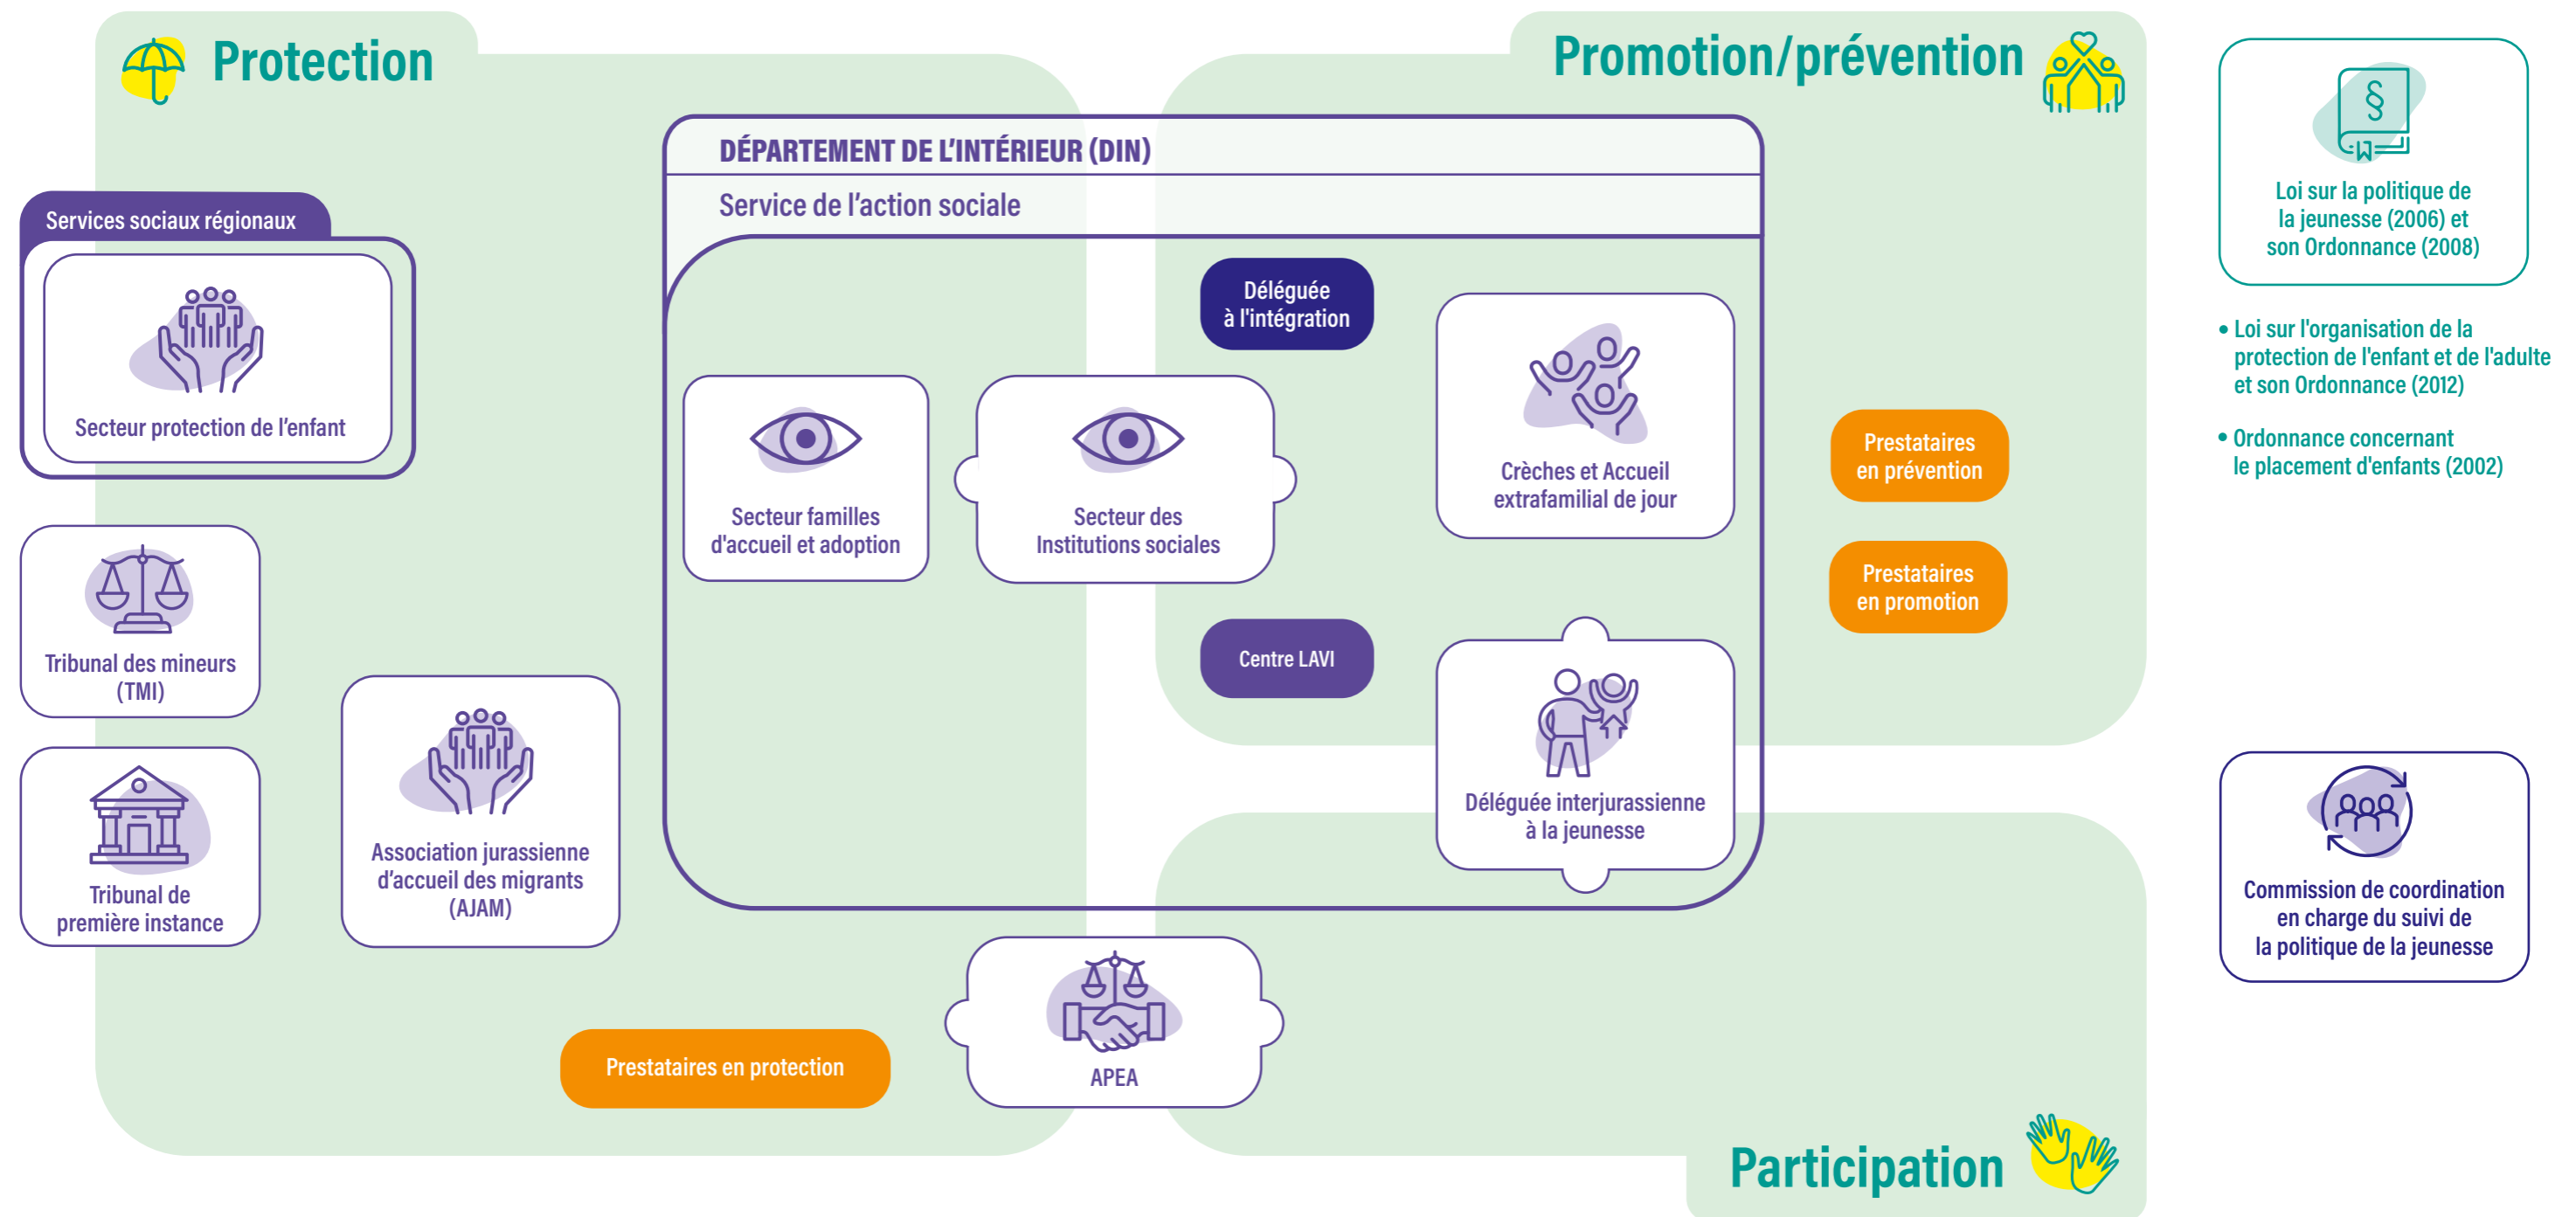 Protection
Promotion/prévention
DÉPARTEMENT DE L'INTÉRIEUR (DIN)
Service de l'action sociale
Services sociaux régionaux
Secteur protection de l'enfant
Tribunal des mineurs
(TMI)
Tribunal de
première instance
Association jurassienne
d'accueil des migrants
(AJAM)
Secteur familles
d'accueil et adoption
Secteur des
Institutions sociales
Déléguée
à l'intégration
Crèches et Accueil
extrafamilial de jour
Centre LAVI
Déléguée interjurassienne
à la jeunesse
Prestataires
en prévention
Prestataires
en promotion
Prestataires en protection
APEA
Participation
§
Loi sur la politique de
la jeunesse (2006) et
son Ordonnance (2008)
• Loi sur l'organisation de la
protection de l'enfant et de l'adulte
et son Ordonnance (2012)
• Ordonnance concernant
le placement d'enfants (2002)
Commission de coordination
en charge du suivi de
la politique de la jeunesse